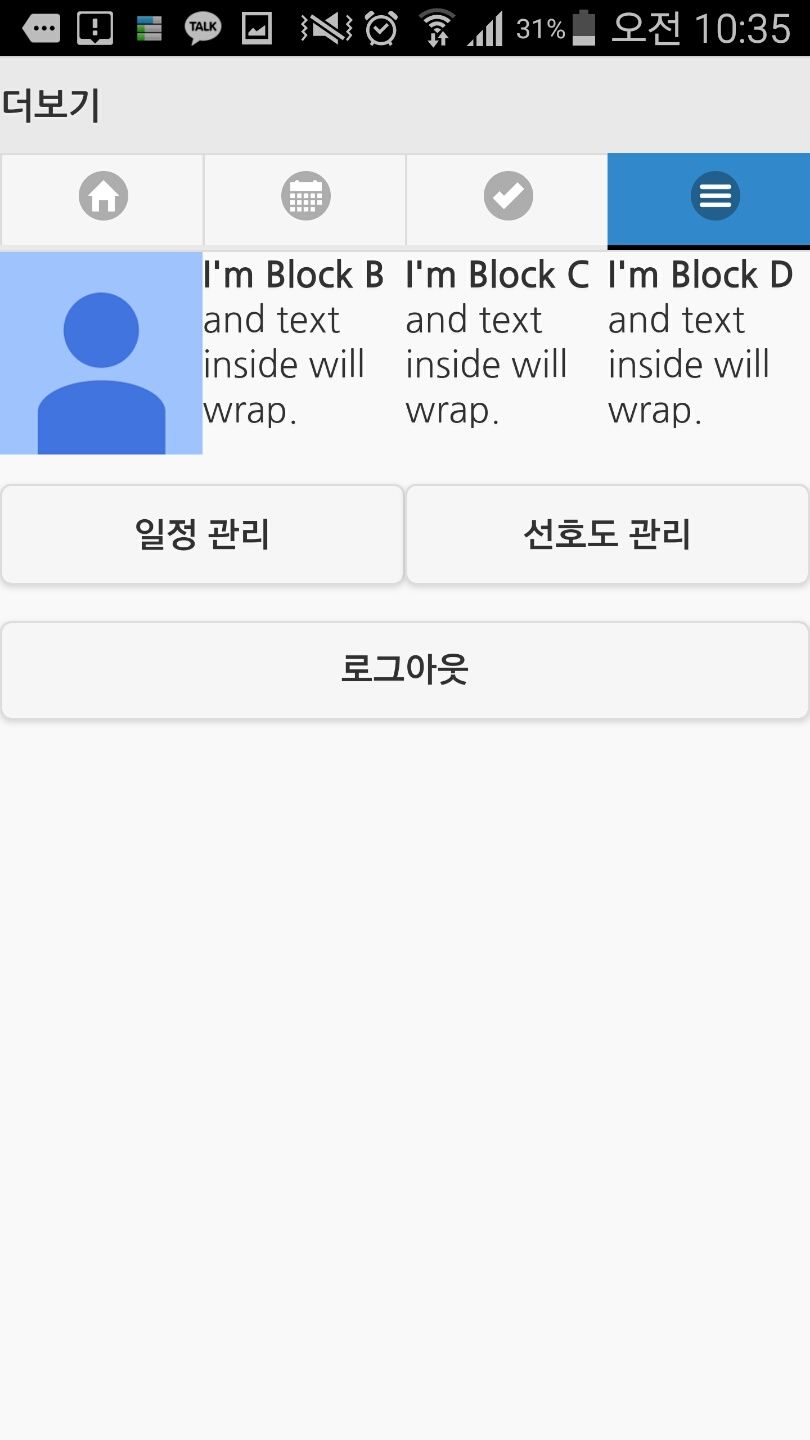 TALK 31% 오전 10:35
더보기
I'm Block B I'm Block C I'm Block D
and text and text and text
inside will inside will inside will
wrap. wrap. wrap.
일정 관리 선호도 관리
로그아웃